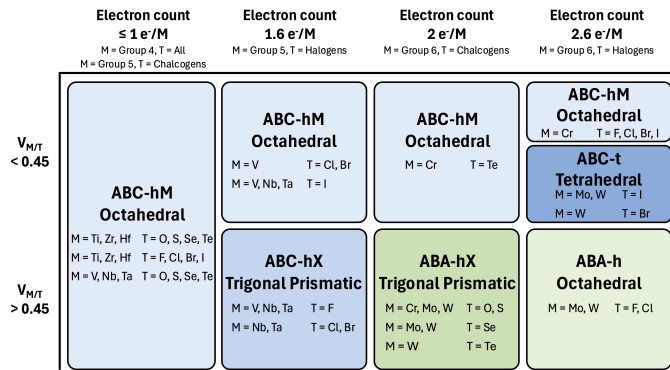 Electron count
≤ 1 e⁻/M
M = Group 4, T = All
M = Group 5, T = Chalcogens
Electron count
1.6 e⁻/M
M = Group 5, T = Halogens
Electron count
2 e⁻/M
M = Group 6, T = Chalcogens
Electron count
2.6 e⁻/M
M = Group 6, T = Halogens
V_M/T
< 0.45
V_M/T
> 0.45
ABC-hM
Octahedral
M = Ti, Zr, Hf T = O, S, Se, Te
M = Ti, Zr, Hf T = F, Cl, Br, I
M = V, Nb, Ta T = O, S, Se, Te
ABC-hM
Octahedral
M = V T = Cl, Br
M = V, Nb, Ta T = I
ABC-hM
Octahedral
M = Cr T = Te
ABC-hM
Octahedral
M = Cr T = F, Cl, Br, I
ABC-t
Tetrahedral
M = Mo, W T = I
M = W T = Br
ABC-hX
Trigonal Prismatic
M = V, Nb, Ta T = F
M = Nb, Ta T = Cl, Br
ABA-hX
Trigonal Prismatic
M = Cr, Mo, W T = O, S
M = Mo, W T = Se
M = W T = Te
ABA-h
Octahedral
M = Mo, W T = F, Cl